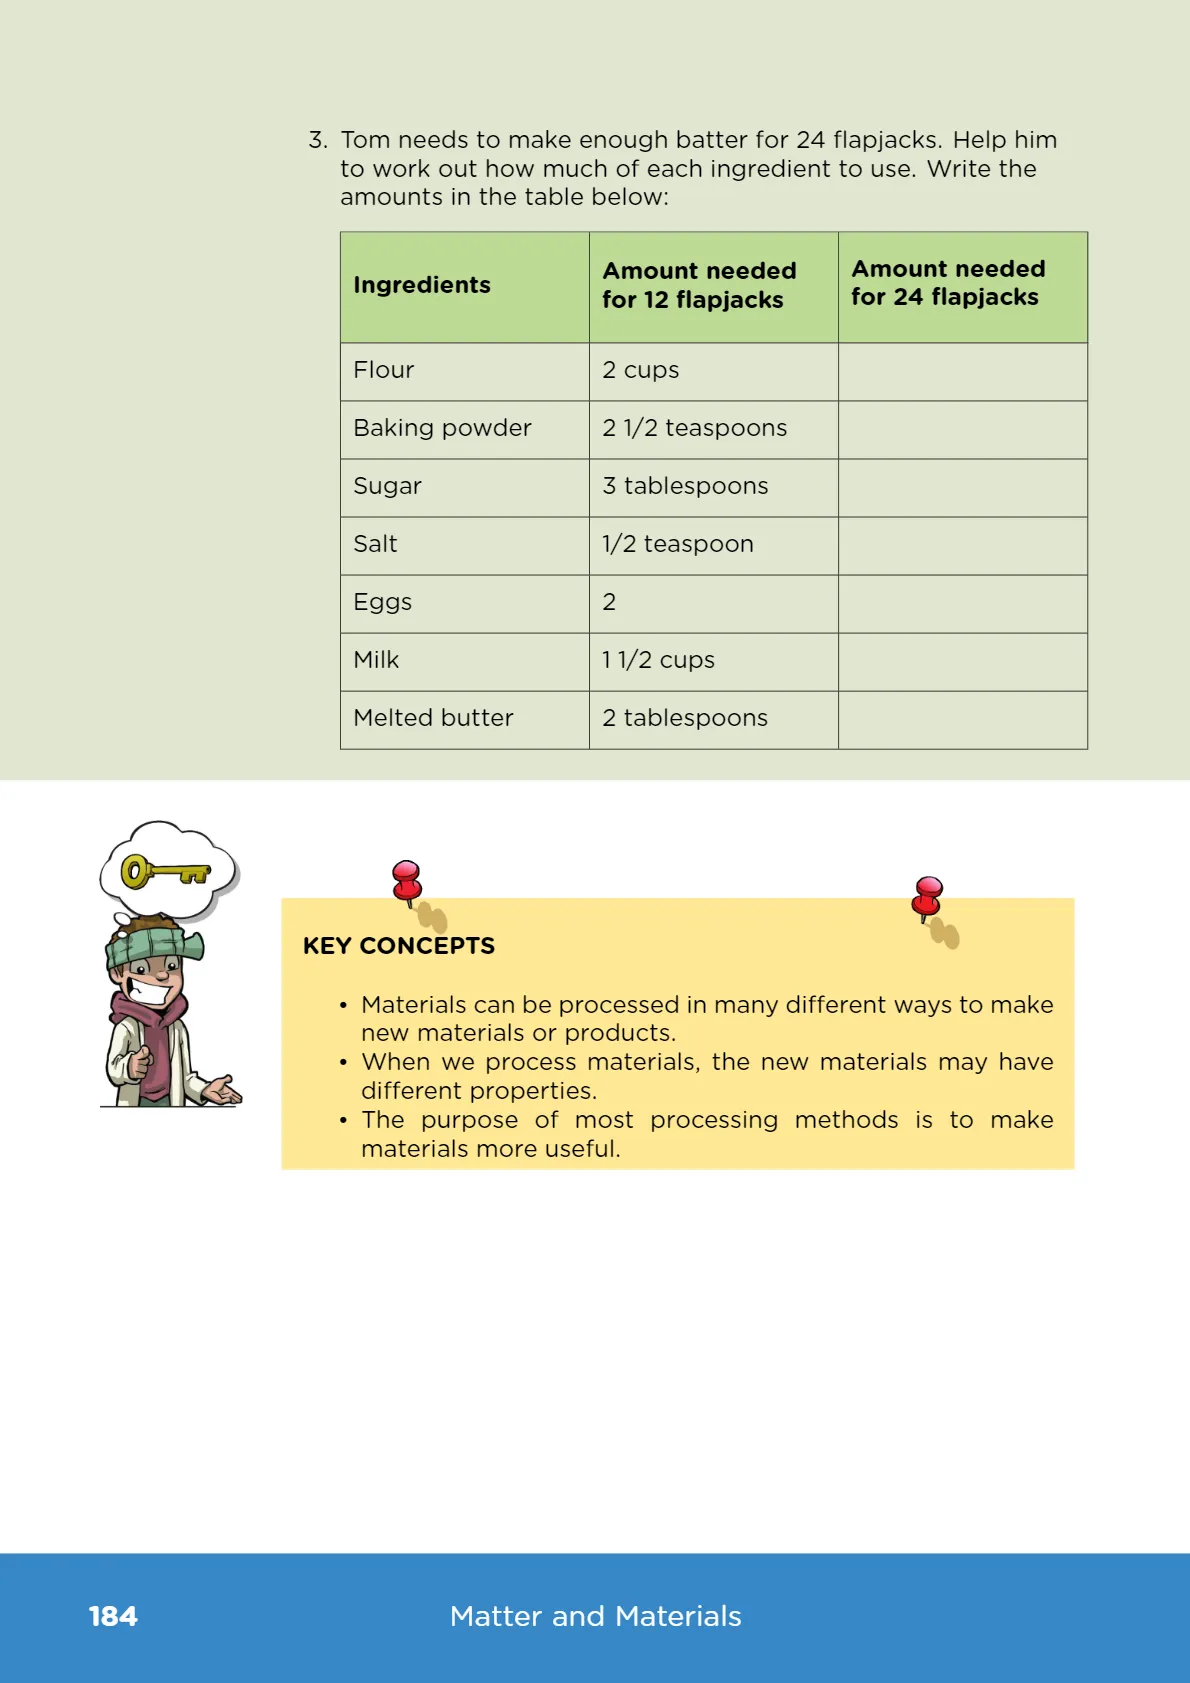 3. Tom needs to make enough batter for 24 flapjacks. Help him
to work out how much of each ingredient to use. Write the
amounts in the table below:
Ingredients
Amount needed
for 12 flapjacks
Amount needed
for 24 flapjacks
Flour
2 cups
Baking powder
2 1/2 teaspoons
Sugar
3 tablespoons
Salt
1/2 teaspoon
Eggs
2
Milk
1 1/2 cups
Melted butter
2 tablespoons
KEY CONCEPTS
• Materials can be processed in many different ways to make
new materials or products.
• When we process materials, the new materials may have
different properties.
• The purpose of most processing methods is to make
materials more useful.
184
Matter and Materials